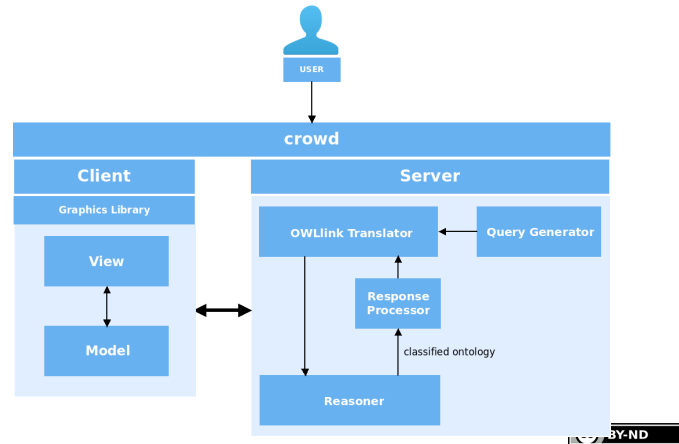 USER
crowd
Client
Server
Graphics Library
OWLlink Translator
Query Generator
View
Response
Processor
Model
classified ontology
Reasoner
BY-ND